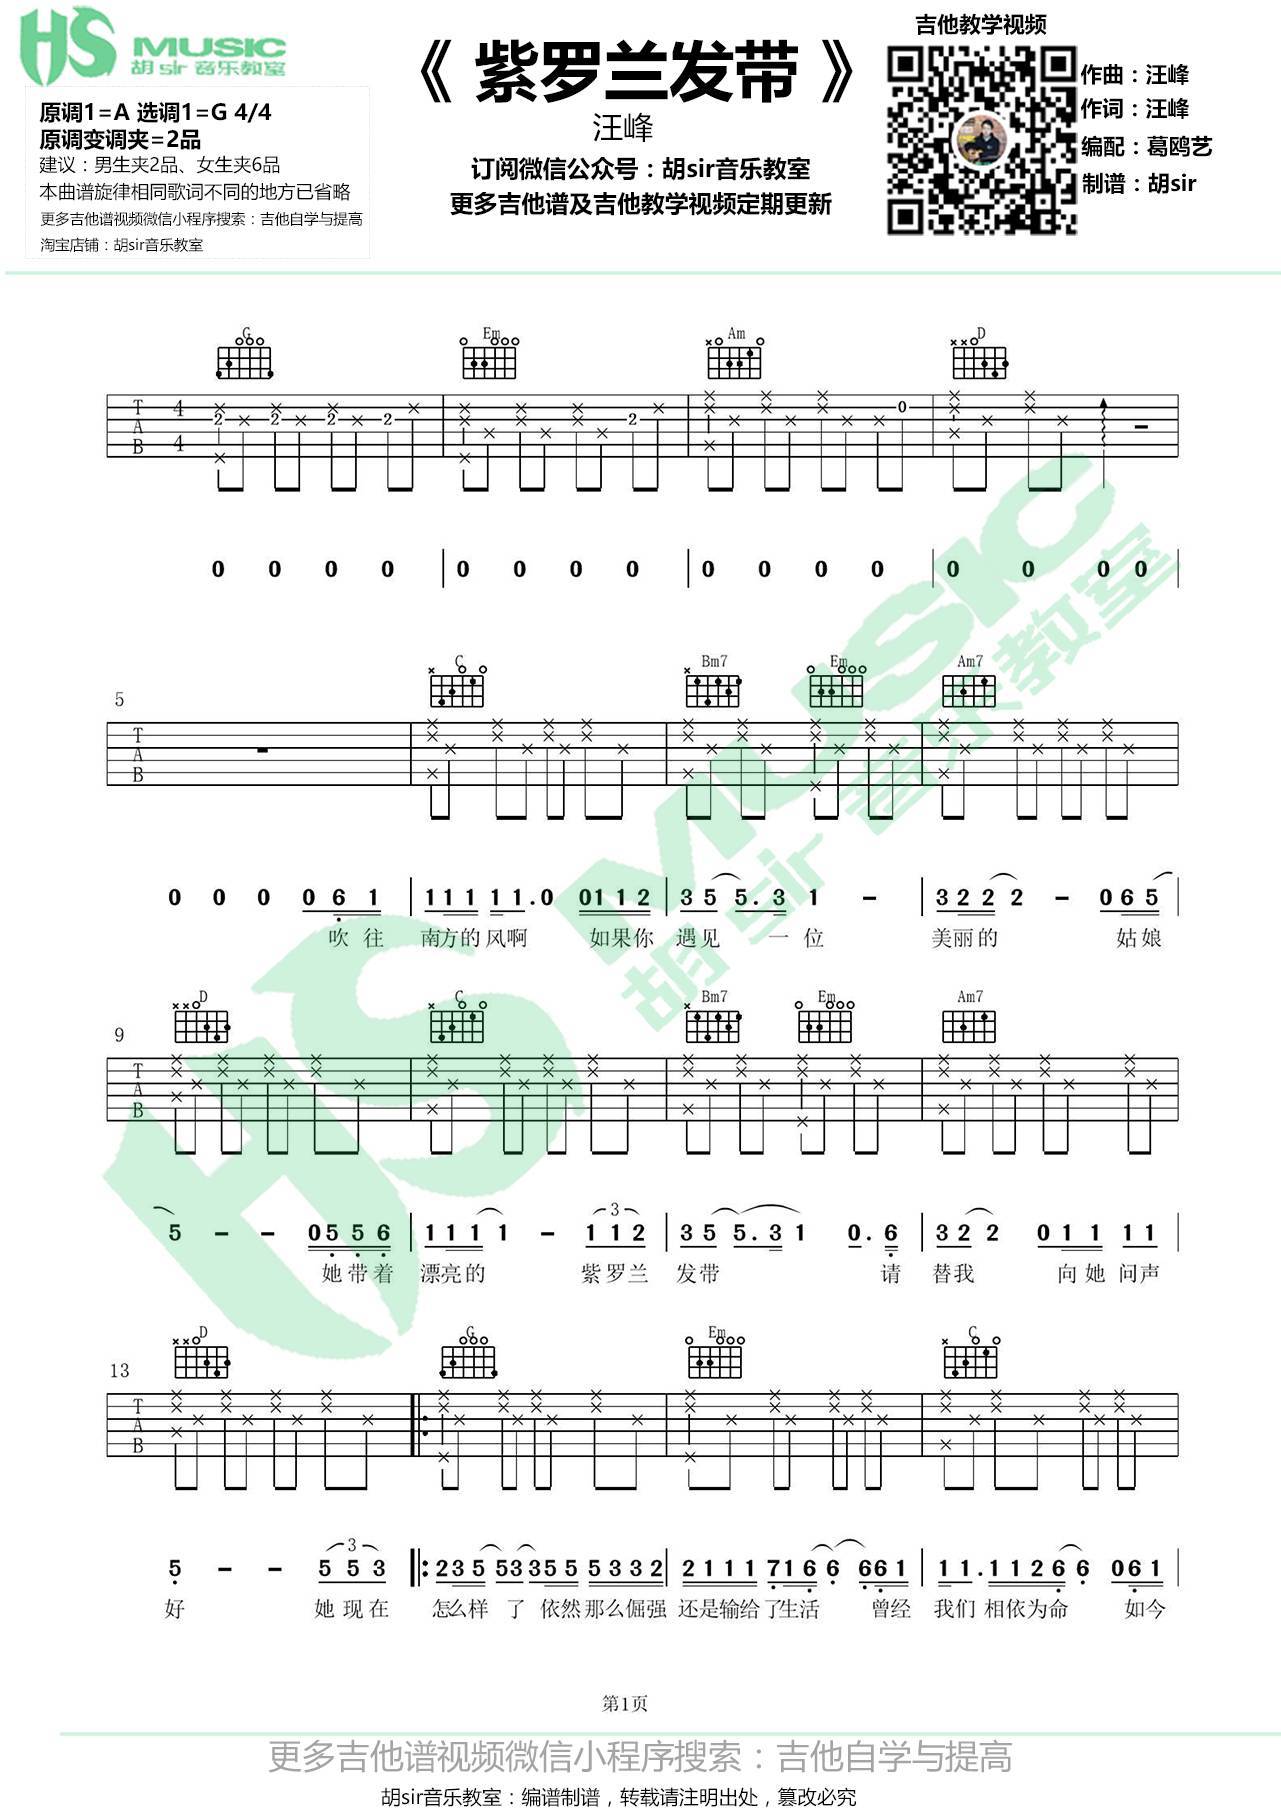 HS MUSIC
胡 sir 音乐教室
原调1=A 选调1=G 4/4
原调变调夹=2品
建议：男生夹2品、女生夹6品
本曲谱旋律相同歌词不同的地方已省略
更多吉他谱视频微信小程序搜索：吉他自学与提高
淘宝店铺：胡sir音乐教室
《 紫罗兰发带 》
汪峰
订阅微信公众号：胡sir音乐教室
更多吉他谱及吉他教学视频定期更新
吉他教学视频
作曲：汪峰
作词：汪峰
编配：葛鸥艺
制谱：胡sir
G Em Am D
T A B 4 4 2 2 2 2 2 0
0 0 0 0 0 0 0 0 0 0 0 0 0 0 0 0
C Bm7 Em Am7
5
T A B
0 0 0 0 6 1 1 1 1 1 1 . 0 0 1 1 2 3 5 5 . 3 1 - 3 2 2 2 - 0 6 5
吹 往 南方的 风啊 如果你 遇见 一 位 美丽的 姑 娘
D C Bm7 Em Am7
9
T A B
5 - - 0 5 5 6 1 1 1 1 - 3 1 1 2 3 5 5 . 3 1 0 . 6 3 2 2 0 1 1 1 1
她 带 着 漂亮的 紫 罗 兰 发带 请 替我 向 她 问声
D G Em C
13
T A B
5 - - 3 5 5 3 2 3 5 5 3 3 5 5 5 3 3 2 2 1 1 1 7 1 6 6 6 6 1 1 1 . 1 1 2 6 6 0 6 1
好 她 现 在 怎么样 了 依然 那么倔强 还是输给了生活 曾经 我们 相依为命 如今
第1页
更多吉他谱视频微信小程序搜索：吉他自学与提高
胡sir音乐教室：编谱制谱，转载请注明出处，篡改必究
HS MUSIC
胡 sir 音乐教室